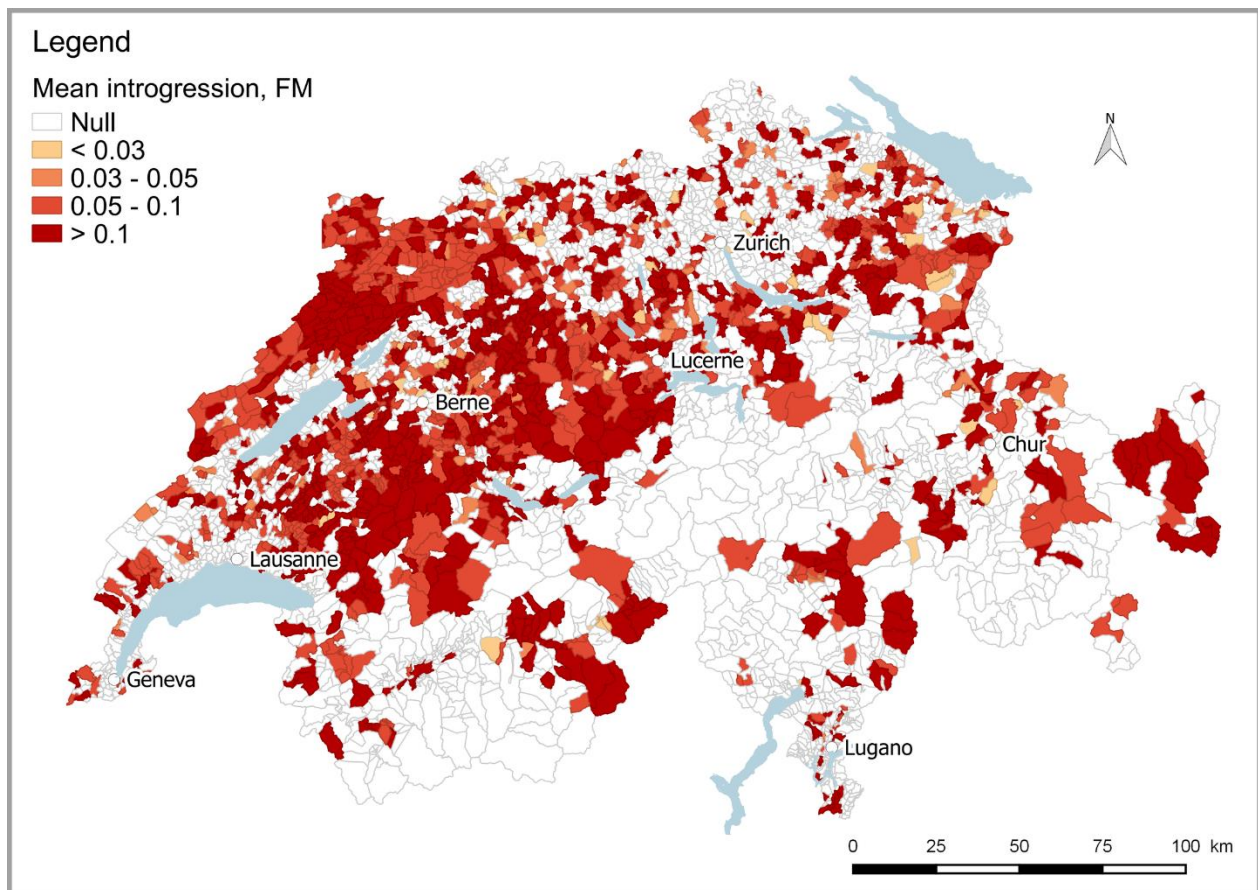 Legend
Mean introgression, FM
Null
< 0.03
0.03 - 0.05
0.05 - 0.1
> 0.1
N
Zurich
Lucerne
Berne
Chur
Lausanne
Geneva
Lugano
0 25 50 75 100 km